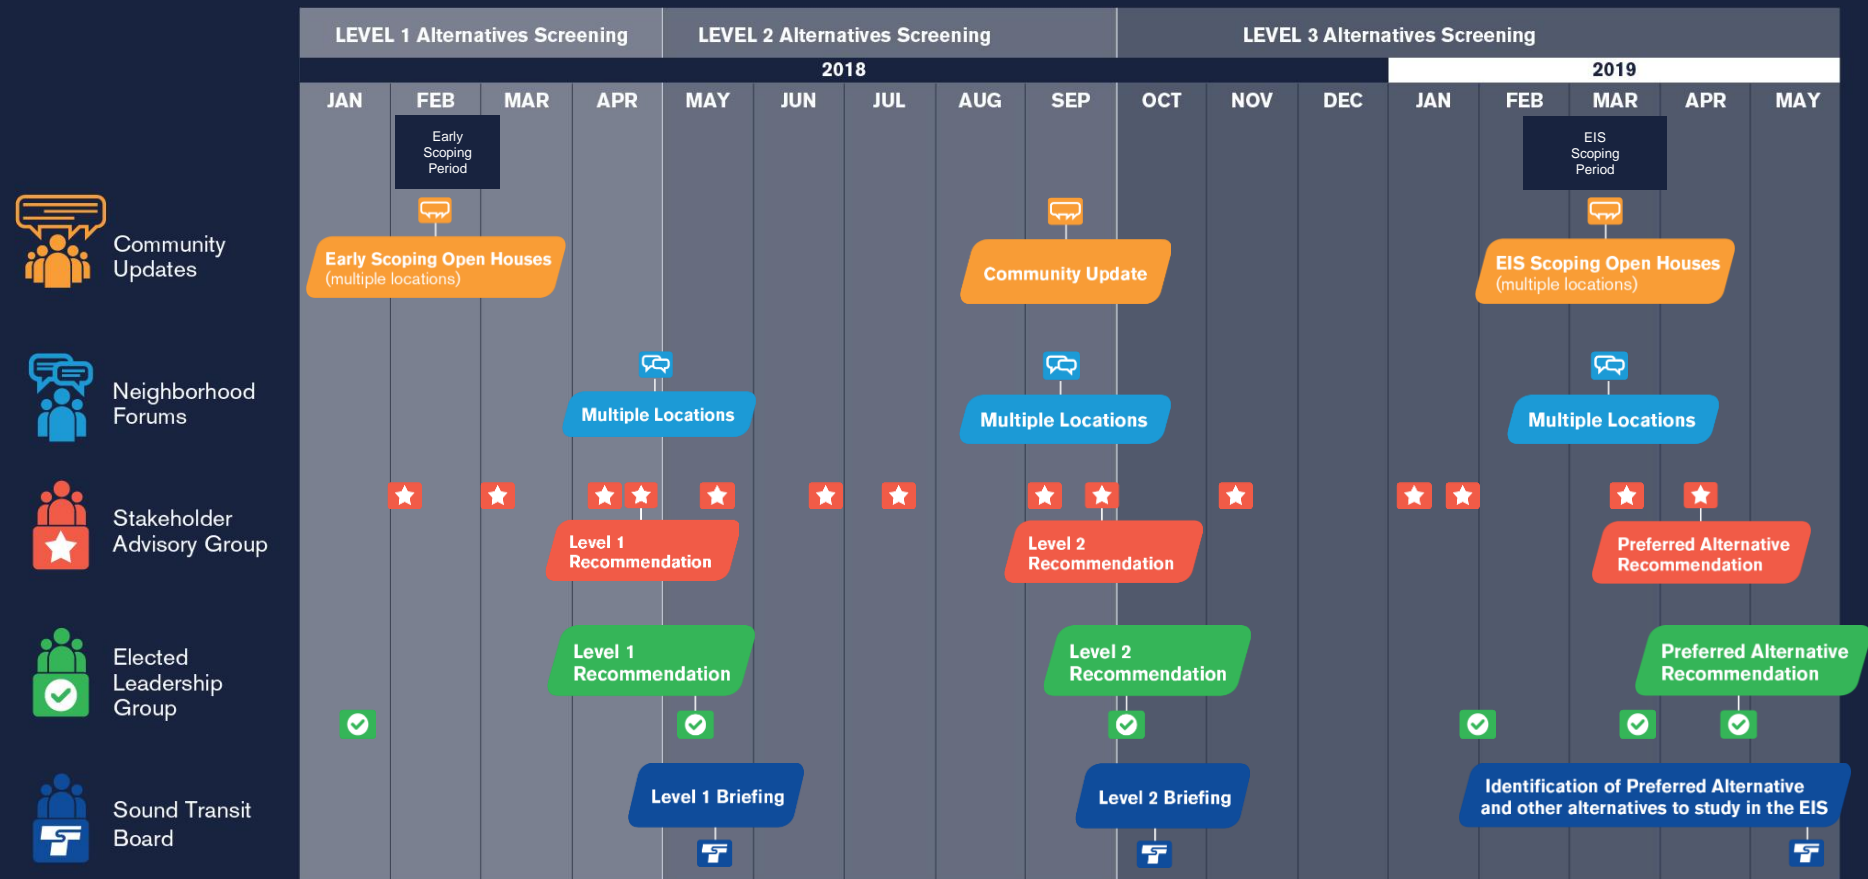 LEVEL 1 Alternatives Screening
LEVEL 2 Alternatives Screening
LEVEL 3 Alternatives Screening
2018
2019
JAN
FEB
MAR
APR
MAY
JUN
JUL
AUG
SEP
OCT
NOV
DEC
JAN
FEB
MAR
APR
MAY
Early
Scoping
Period
EIS
Scoping
Period
Community
Updates
Early Scoping Open Houses
(multiple locations)
Community Update
EIS Scoping Open Houses
(multiple locations)
Neighborhood
Forums
Multiple Locations
Multiple Locations
Multiple Locations
Stakeholder
Advisory Group
Level 1
Recommendation
Level 2
Recommendation
Preferred Alternative
Recommendation
Elected
Leadership
Group
Level 1
Recommendation
Level 2
Recommendation
Preferred Alternative
Recommendation
Sound Transit
Board
Level 1 Briefing
Level 2 Briefing
Identification of Preferred Alternative
and other alternatives to study in the EIS